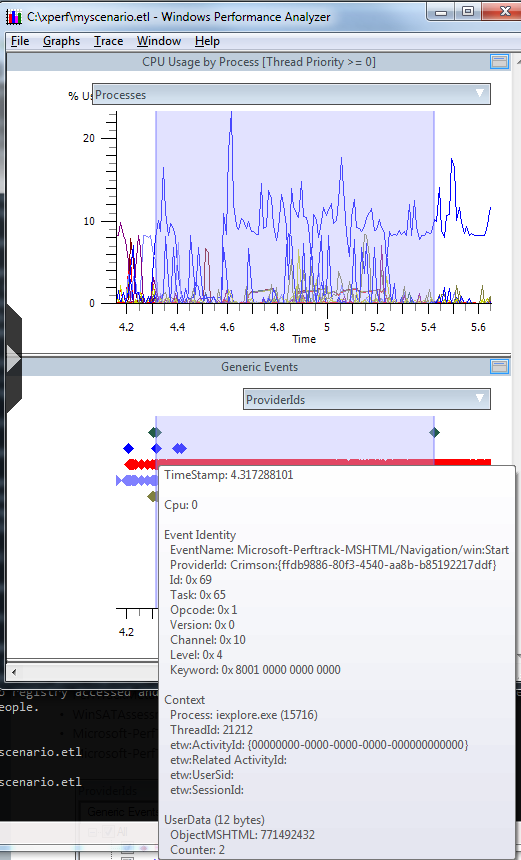 C:\xperf\myscenario.etl - Windows Performance Analyzer
File Graphs Trace Window Help
CPU Usage by Process [Thread Priority >= 0]
% Us
Processes
20
10
0
4.2 4.4 4.6 4.8 5 5.2 5.4 5.6
Time
Generic Events
ProviderIds
4.2
TimeStamp: 4.317288101
Cpu: 0
Event Identity
EventName: Microsoft-Perftrack-MSHTML/Navigation/win:Start
ProviderId: Crimson:{ffdb9886-80f3-4540-aa8b-b85192217ddf}
Id: 0x 69
Task: 0x 65
Opcode: 0x 1
Version: 0x 0
Channel: 0x 10
Level: 0x 4
Keyword: 0x 8001 0000 0000 0000
Context
Process: iexplore.exe (15716)
ThreadId: 21212
etw:ActivityId: {00000000-0000-0000-0000-000000000000}
etw:Related ActivityId:
etw:UserSid:
etw:SessionId:
UserData (12 bytes)
ObjectMSHTML: 771492432
Counter: 2
o registry accessed and
eople.
WinSATAssess
Microsoft-Perf
scenario.etl
Microsoft-Perf
scenario.etl
ProviderId
Generic Events
All